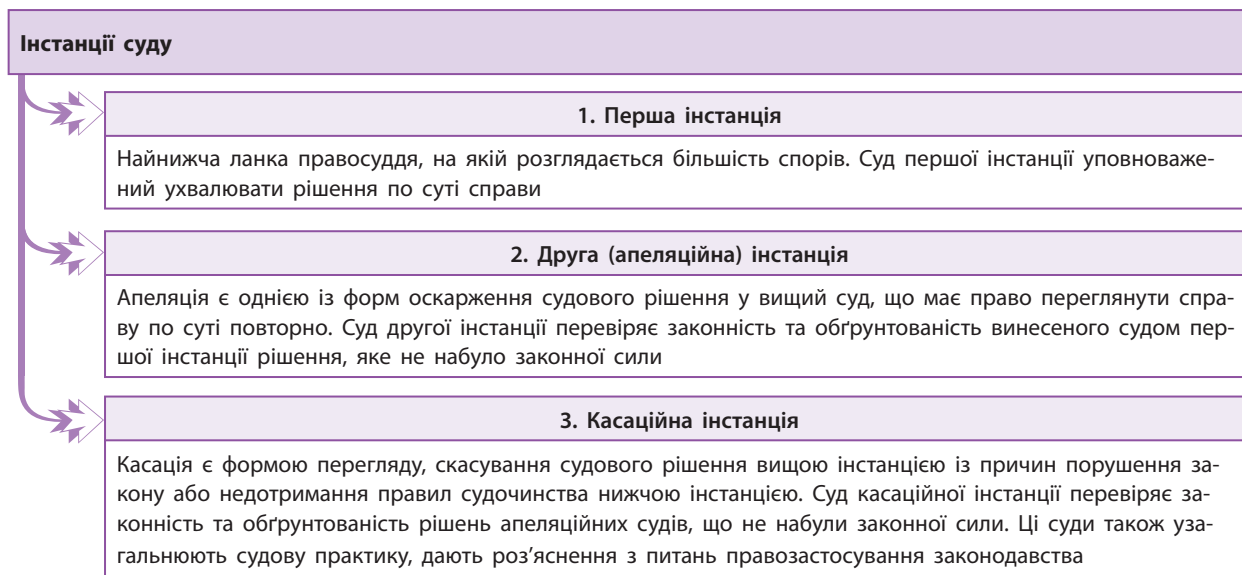 Інстанції суду
1. Перша інстанція
Найнижча ланка правосуддя, на якій розглядається більшість спорів. Суд першої інстанції уповноваже-
ний ухвалювати рішення по суті справи
2. Друга (апеляційна) інстанція
Апеляція є однією із форм оскарження судового рішення у вищий суд, що має право переглянути спра-
ву по суті повторно. Суд другої інстанції перевіряє законність та обґрунтованість винесеного судом пер-
шої інстанції рішення, яке не набуло законної сили
3. Касаційна інстанція
Касація є формою перегляду, скасування судового рішення вищою інстанцією із причин порушення за-
кону або недотримання правил судочинства нижчою інстанцією. Суд касаційної інстанції перевіряє за-
конність та обґрунтованість рішень апеляційних судів, що не набули законної сили. Ці суди також уза-
гальнюють судову практику, дають роз'яснення з питань правозастосування законодавства